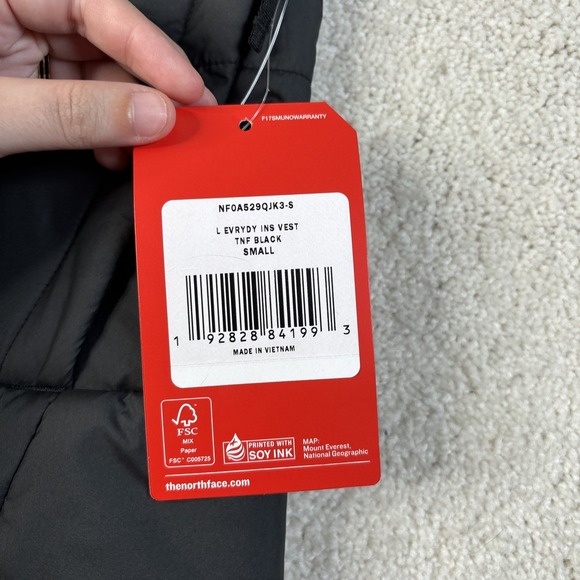 F17SMUNOWARRANTY
NF0A529QJK3-S
L EVRYDY INS VEST
TNF BLACK
SMALL
1 92828 84199 3
MADE IN VIETNAM
FSC
MIX
Paper
FSC™ C005725
PRINTED WITH
SOY INK
MAP:
Mount Everest,
National Geographic
thenorthface.com